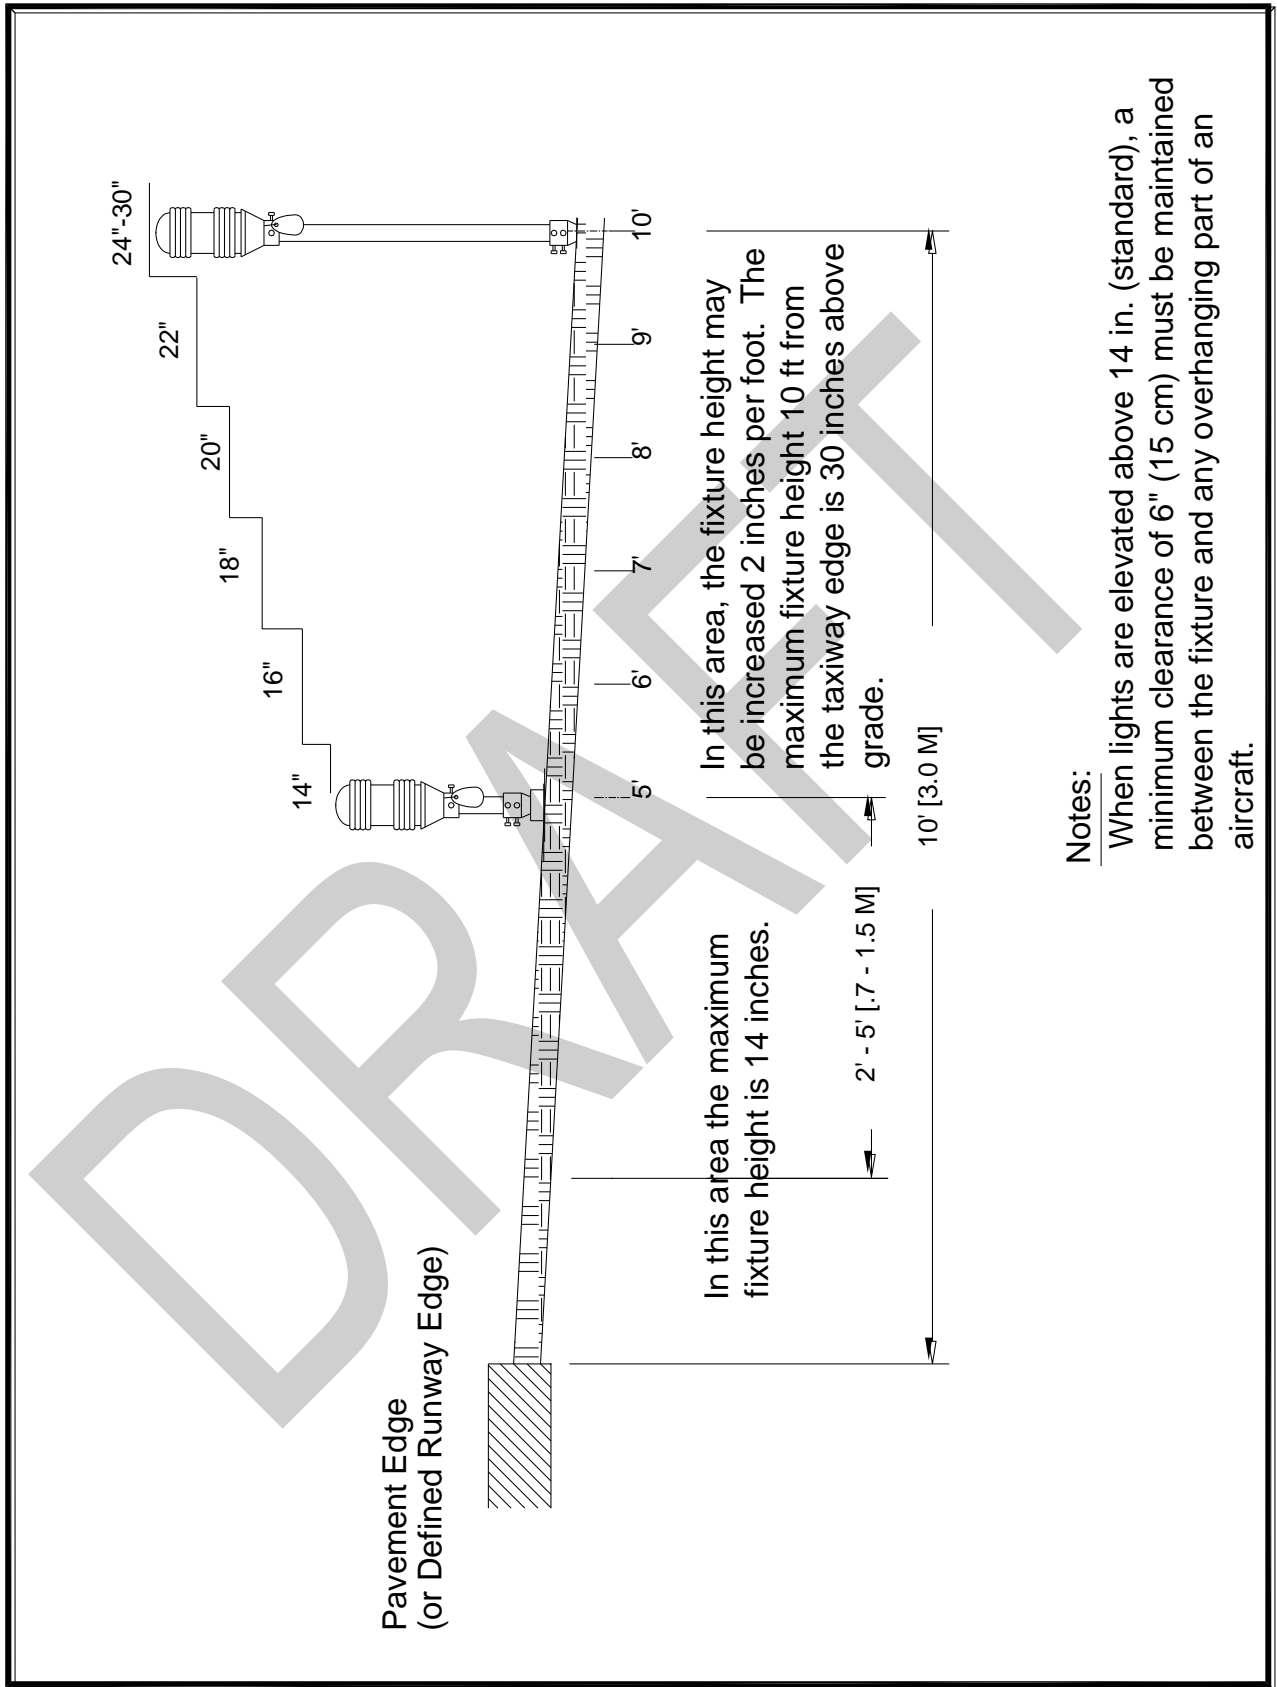 24"-30"
22"
20"
18"
16"
14"
Pavement Edge
(or Defined Runway Edge)
5'
6'
7'
8'
9'
10'
In this area the maximum
fixture height is 14 inches.
In this area, the fixture height may
be increased 2 inches per foot. The
maximum fixture height 10 ft from
the taxiway edge is 30 inches above
grade.
2' - 5' [.7 - 1.5 M]
10' [3.0 M]
Notes:
When lights are elevated above 14 in. (standard), a
minimum clearance of 6" (15 cm) must be maintained
between the fixture and any overhanging part of an
aircraft.
DRAFT